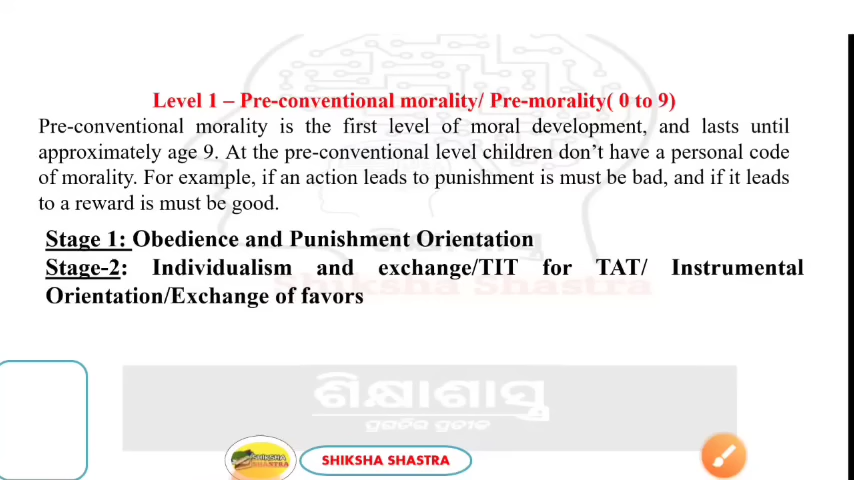 Level 1 – Pre-conventional morality/ Pre-morality( 0 to 9)
Pre-conventional morality is the first level of moral development, and lasts until
approximately age 9. At the pre-conventional level children don't have a personal code
of morality. For example, if an action leads to punishment is must be bad, and if it leads
to a reward is must be good.
Stage 1: Obedience and Punishment Orientation
Stage-2: Individualism and exchange/TIT for TAT/ Instrumental
Orientation/Exchange of favors
Shiksha Shastra
ଶିକ୍ଷାଶାସ୍ତ୍ର
SHIKSHA SHASTRA
SHIKSHA SHASTRA